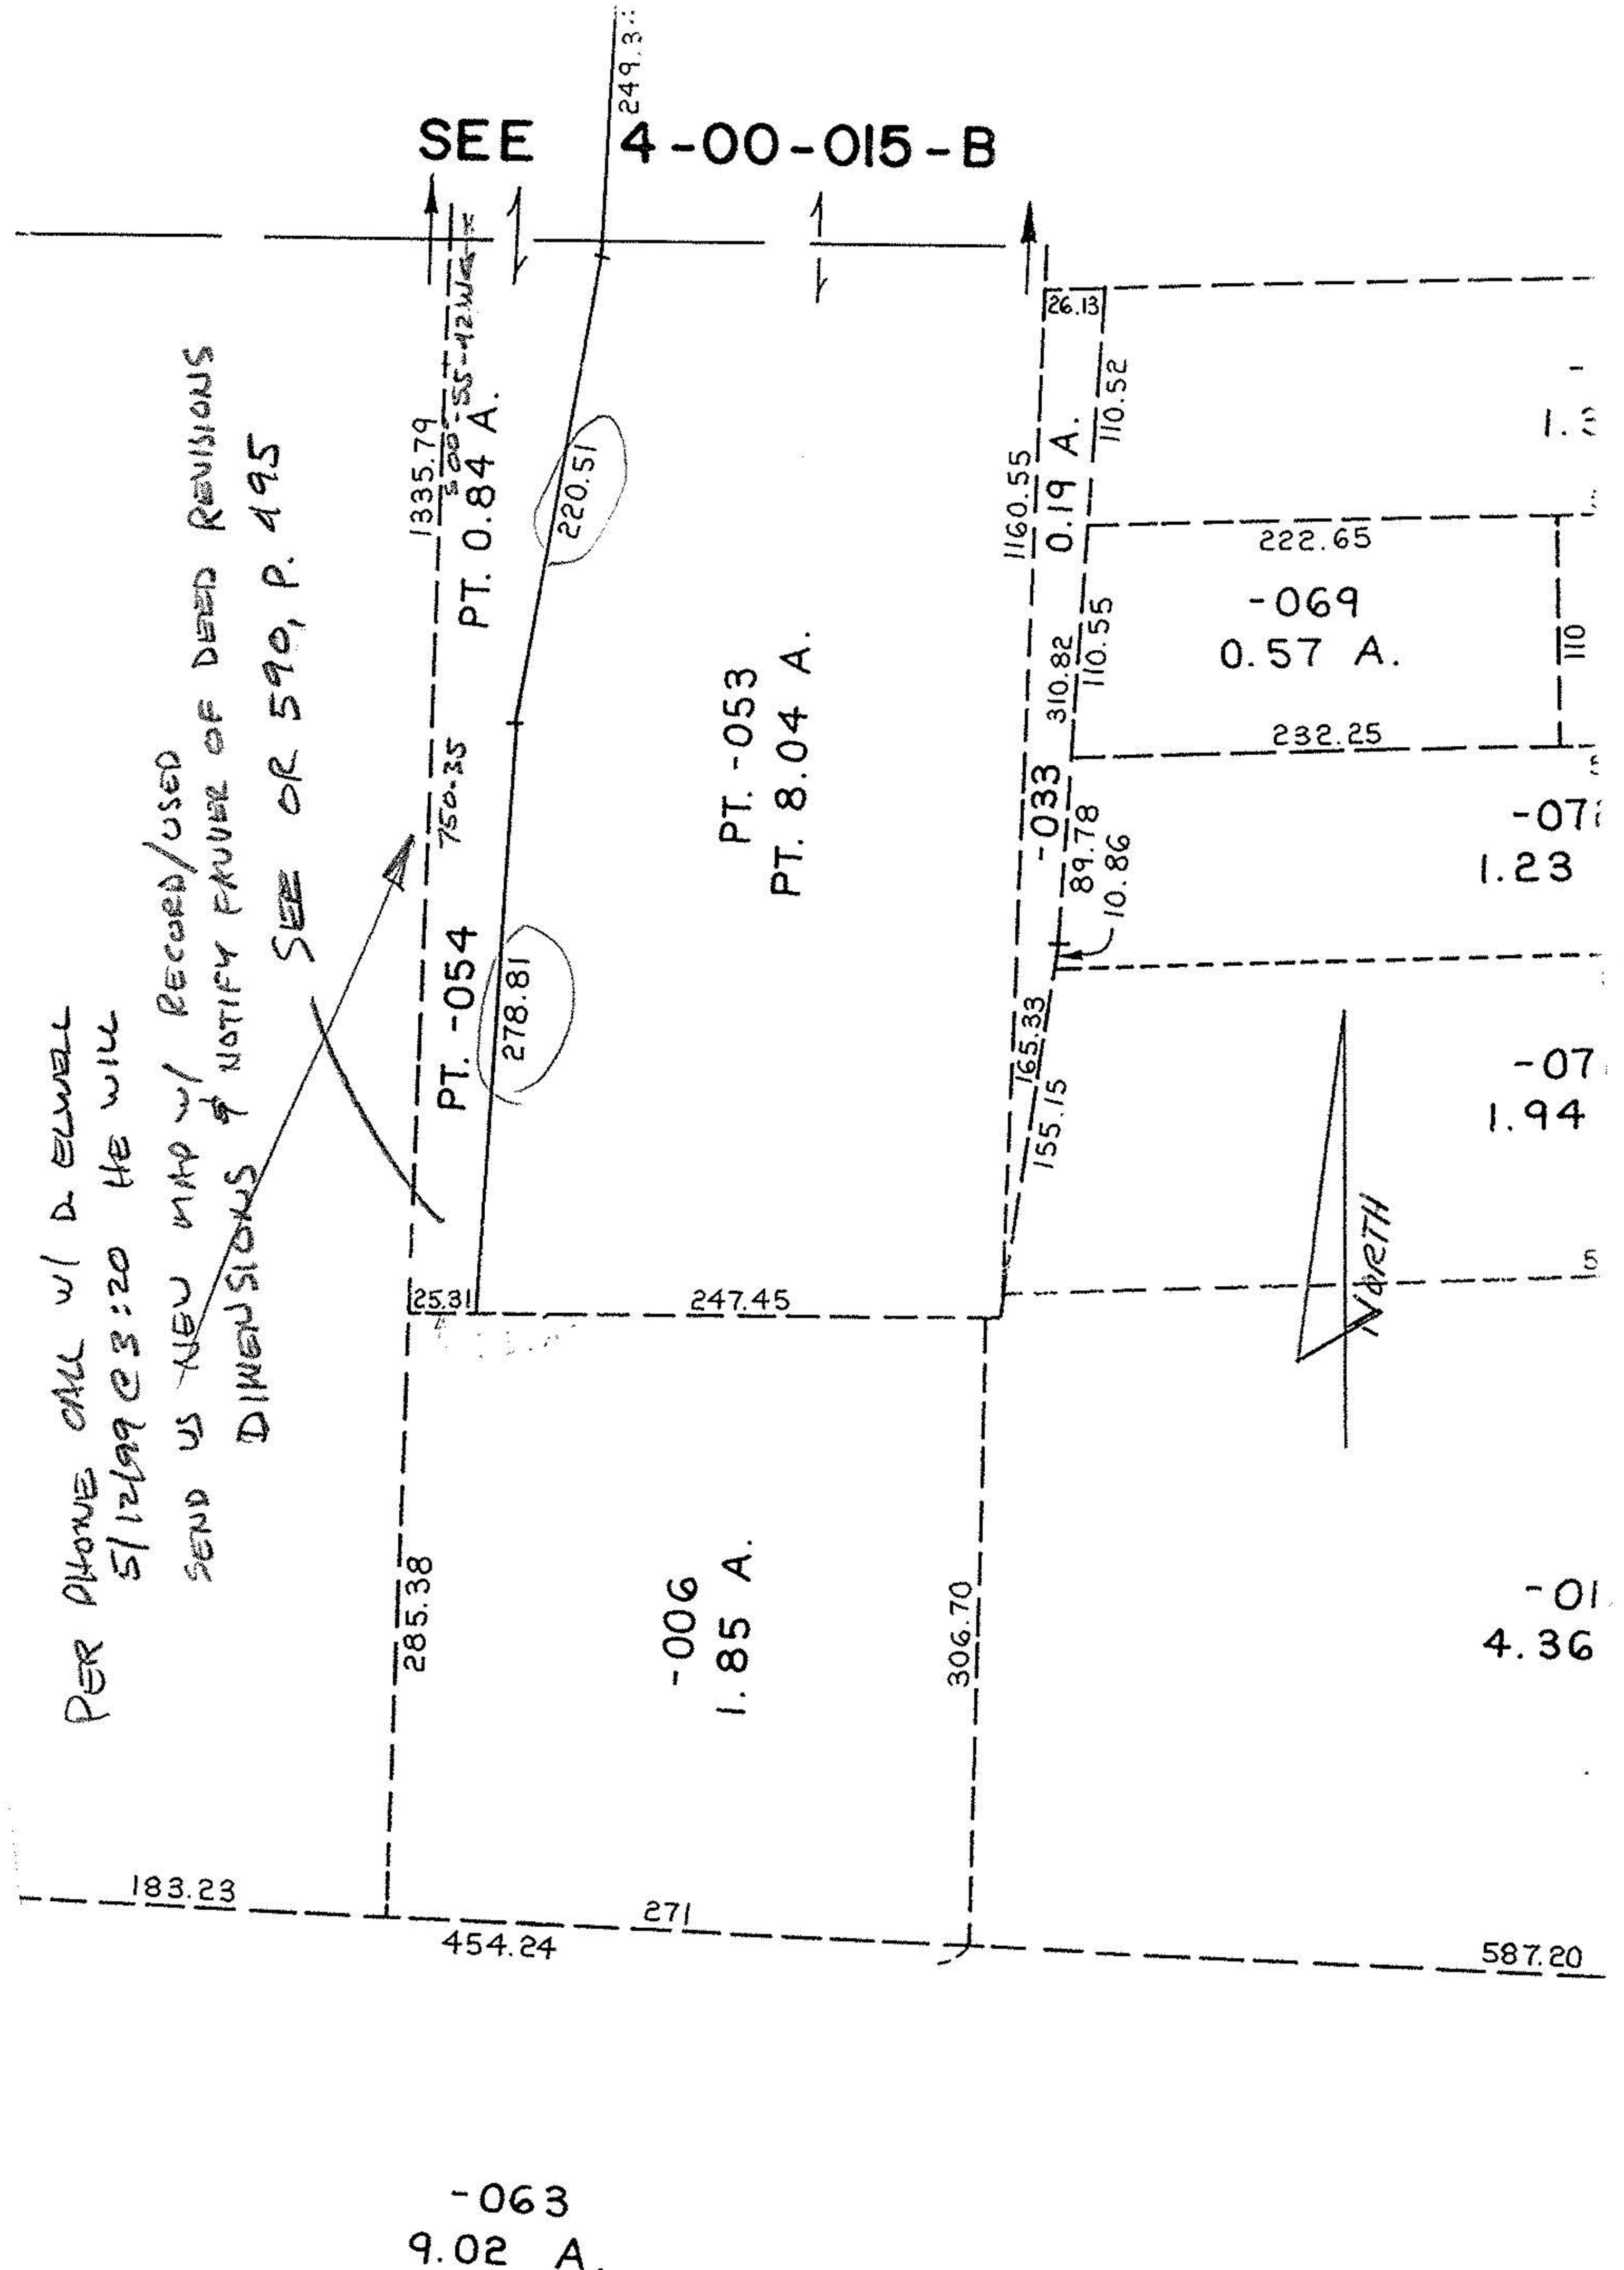 249.3
SEE 4-00-015-B
26.13
110.52
1335.79
PT. 0.84 A.
220.51
1160.55
0.19 A.
1.
222.65
-069
0.57 A.
110
310.82
110.55
232.25
PT. -053
PT. 8.04 A.
750.35
-033
89.78
10.86
-07
1.23
PT. -054
278.81
165.33
155.15
-07
1.94
NORTH
5
25.31
247.45
PER PHONE CALL W/ D ELWELL
5/12/99 @ 3:20 HE WILL
SEND US NEW MAP W/ RECORD/USED
DIMENSIONS & NOTIFY FAUVER OF DEED REVISIONS
SEE OR 590, P. 495
285.38
-006
1.85 A.
306.70
-01
4.36
183.23
271
454.24
587.20
-063
9.02 A.